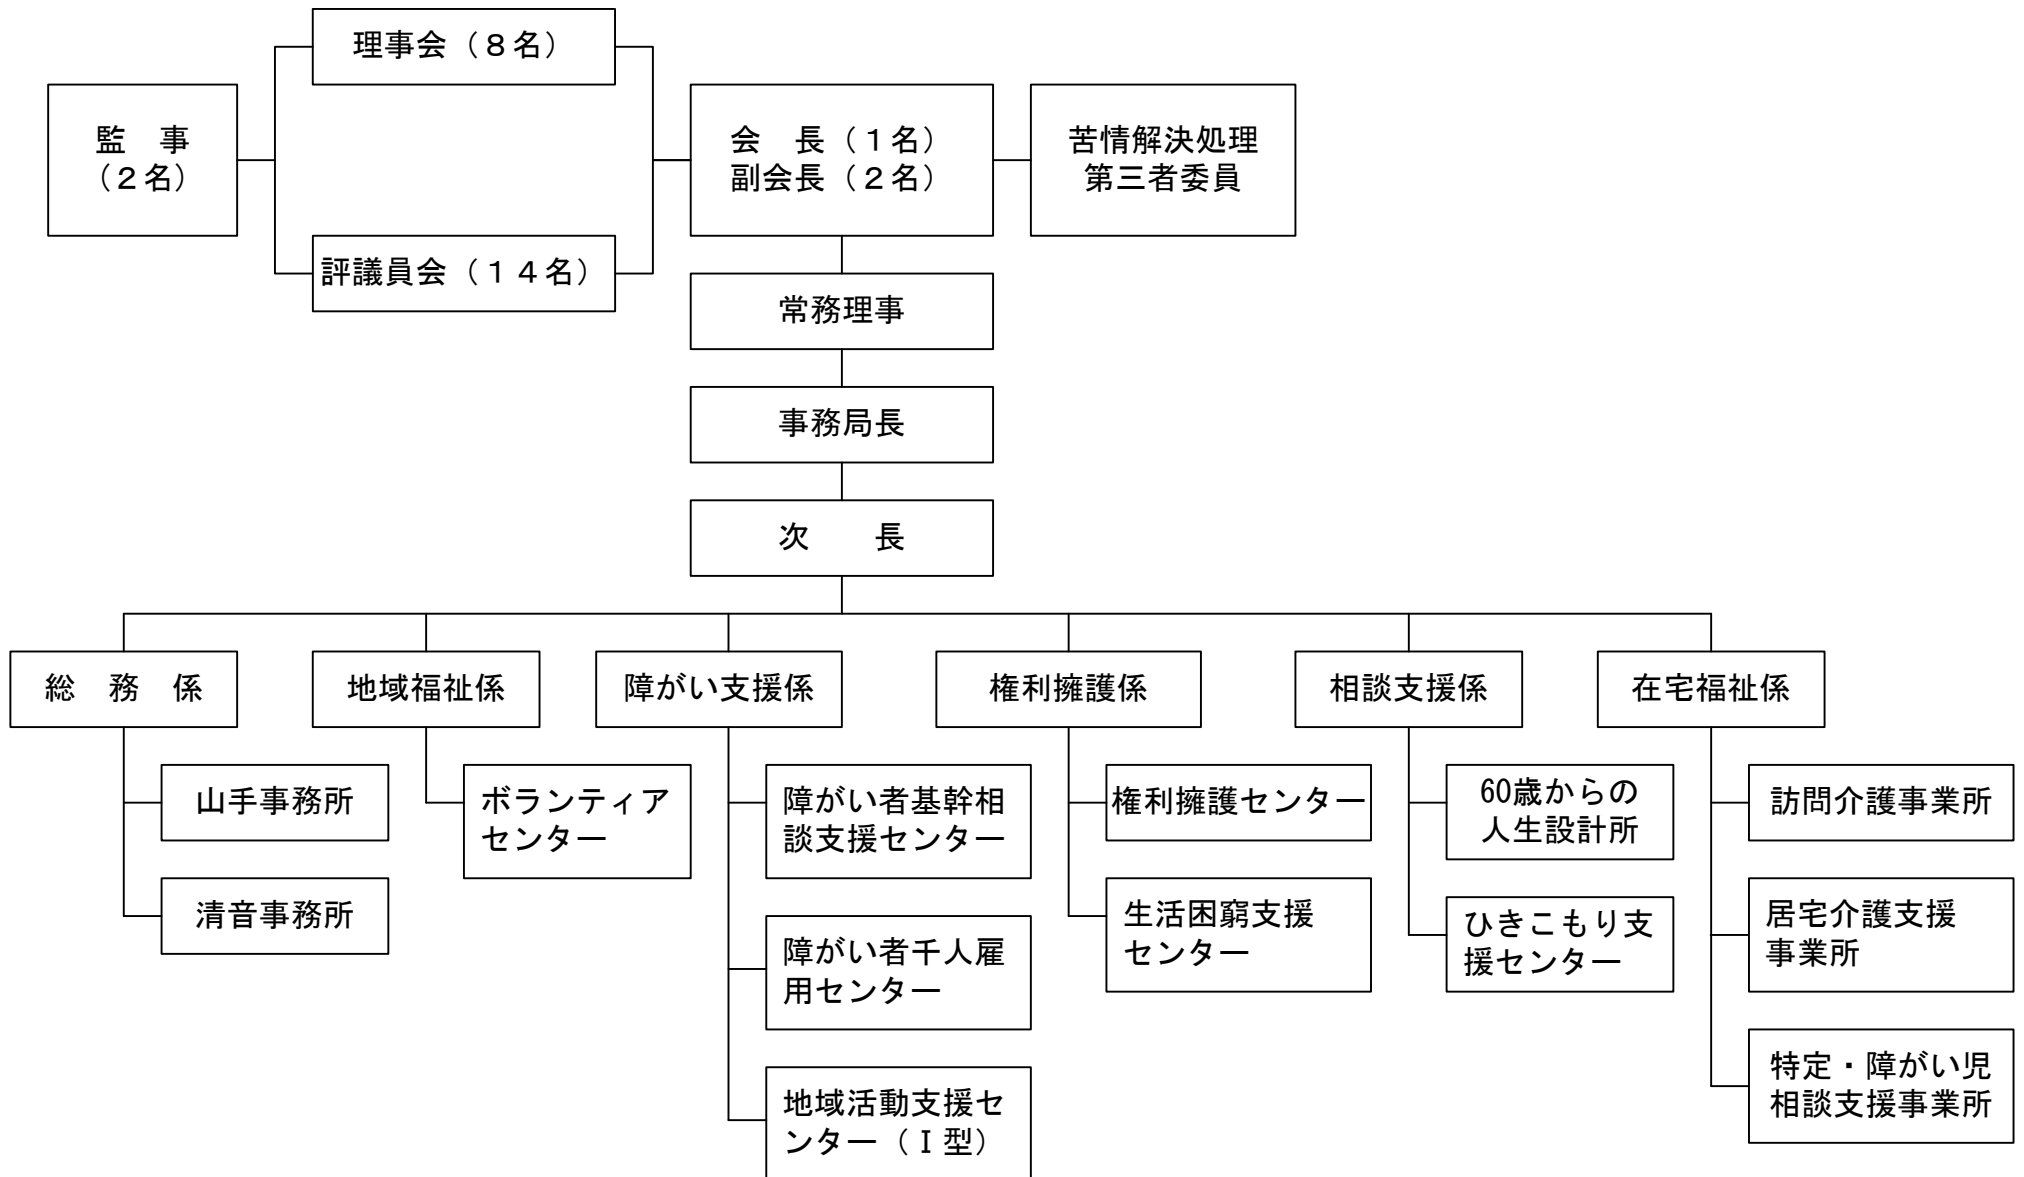 理事会（８名）
監　事
（２名）
会　長（１名）
副会長（２名）
苦情解決処理
第三者委員
評議員会（１４名）
常務理事
事務局長
次　　長
総　務　係
地域福祉係
障がい支援係
権利擁護係
相談支援係
在宅福祉係
山手事務所
清音事務所
ボランティア
センター
障がい者基幹相
談支援センター
障がい者千人雇
用センター
地域活動支援セ
ンター（Ⅰ型）
権利擁護センター
生活困窮支援
センター
60歳からの
人生設計所
ひきこもり支
援センター
訪問介護事業所
居宅介護支援
事業所
特定・障がい児
相談支援事業所